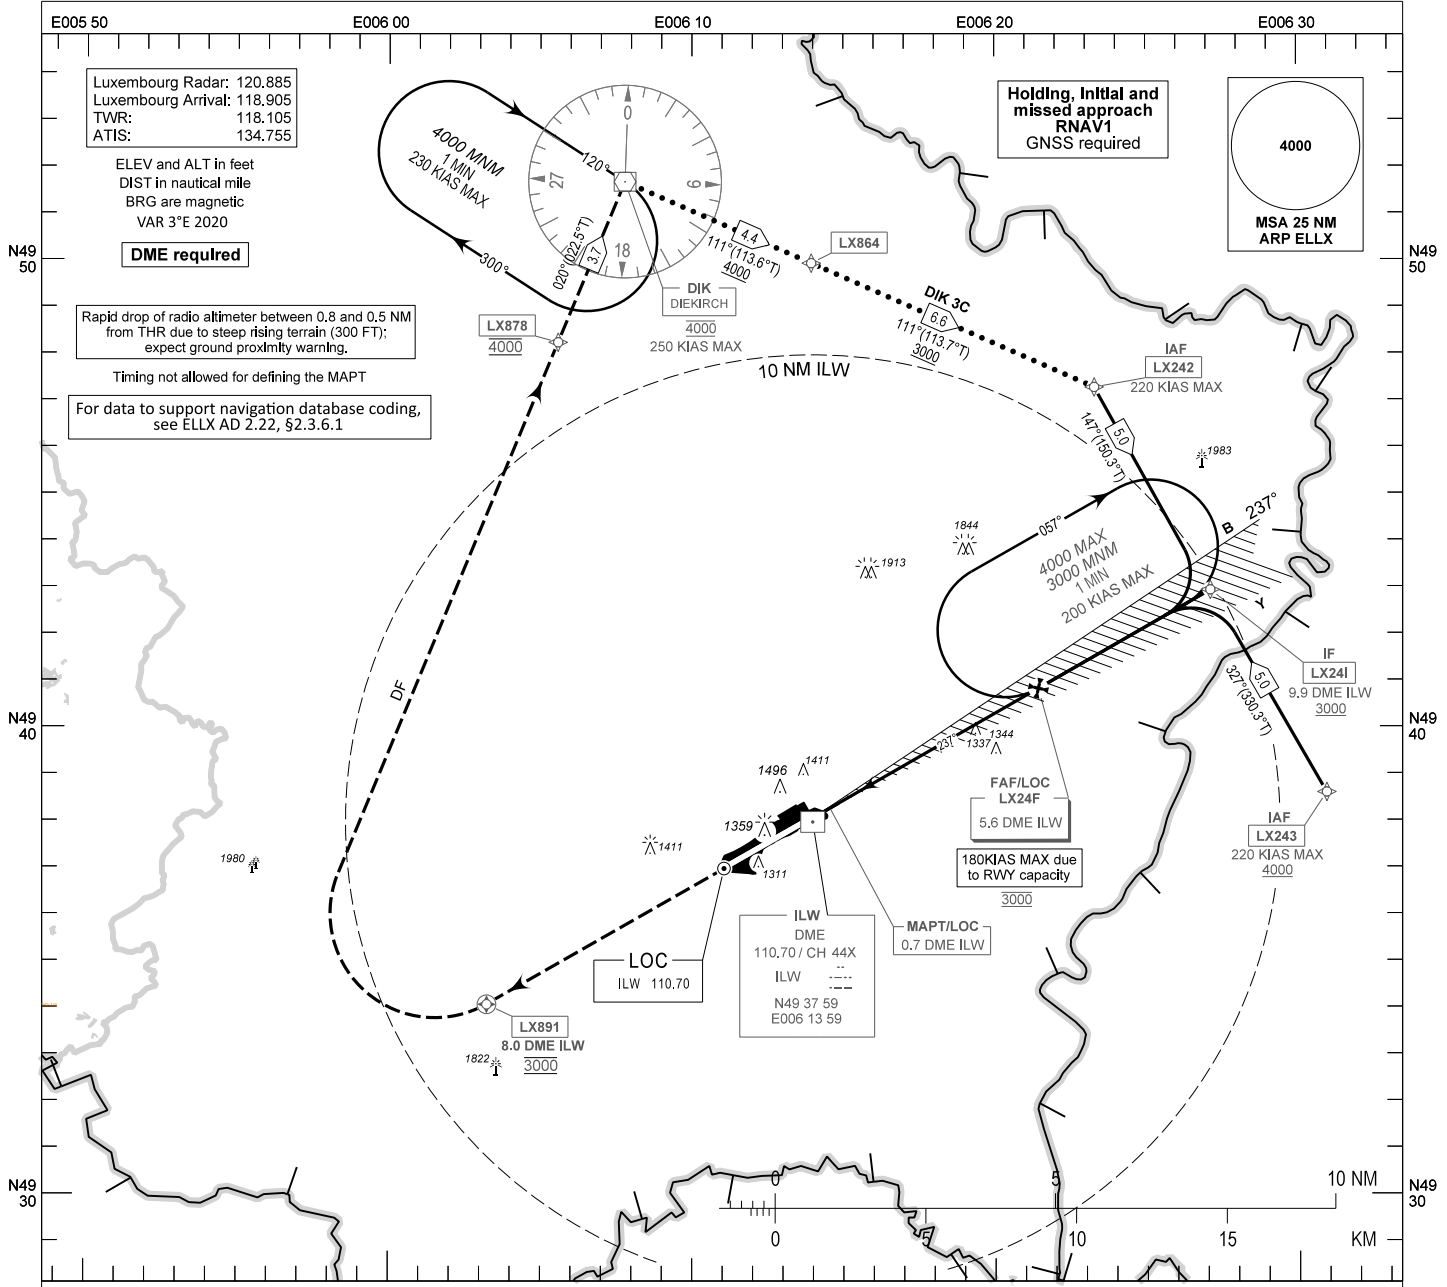 E005 50
E006 00
E006 10
E006 20
E006 30
Luxembourg Radar: 120.885
Luxembourg Arrival: 118.905
TWR: 118.105
ATIS: 134.755
ELEV and ALT in feet
DIST in nautical mile
BRG are magnetic
VAR 3°E 2020
DME required
Rapid drop of radio altimeter between 0.8 and 0.5 NM
from THR due to steep rising terrain (300 FT);
expect ground proximity warning.
Timing not allowed for defining the MAPT
For data to support navigation database coding,
see ELLX AD 2.22, §2.3.6.1
4000 MNM
1 MIN
230 KIAS MAX
120°
300°
0
9
18
27
020°(022.5°T)
3.7
DIK
DIEKIRCH
4000
250 KIAS MAX
LX878
4000
4.4
111°(113.6°T)
4000
LX864
DIK 3C
6.6
111°(113.7°T)
3000
Holding, initial and
missed approach
RNAV1
GNSS required
4000
MSA 25 NM
ARP ELLX
IAF
LX242
220 KIAS MAX
10 NM ILW
147°(150.3°T)
5.0
1983
057°
4000 MAX
3000 MNM
1 MIN
200 KIAS MAX
B
237°
Y
1844
1913
IF
LX24I
9.9 DME ILW
3000
5.0
327°(330.3°T)
IAF
LX243
220 KIAS MAX
4000
237°
1337
1344
FAF/LOC
LX24F
5.6 DME ILW
180KIAS MAX due
to RWY capacity
3000
1496
1411
1359
1411
1311
1980
DF
MAPT/LOC
0.7 DME ILW
ILW
DME
110.70 / CH 44X
ILW
N49 37 59
E006 13 59
LOC
ILW 110.70
LX891
8.0 DME ILW
3000
1822
N49
50
N49
50
N49
40
N49
40
N49
30
N49
30
0
5
10 NM
0
5
10
15
KM